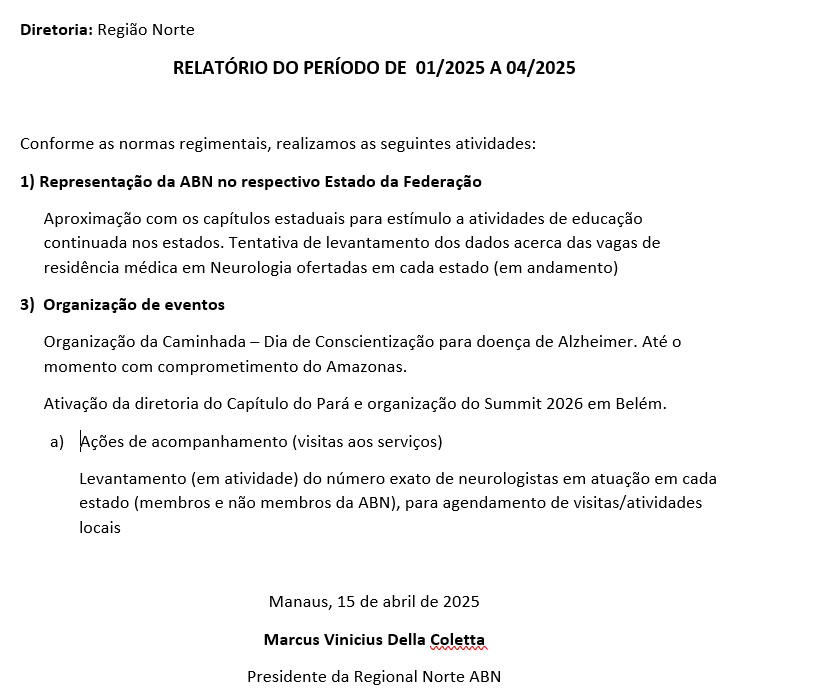 Diretoria: Região Norte
RELATÓRIO DO PERÍODO DE  01/2025 A 04/2025
Conforme as normas regimentais, realizamos as seguintes atividades:
1) Representação da ABN no respectivo Estado da Federação
Aproximação com os capítulos estaduais para estímulo a atividades de educação
continuada nos estados. Tentativa de levantamento dos dados acerca das vagas de
residência médica em Neurologia ofertadas em cada estado (em andamento)
3)  Organização de eventos
Organização da Caminhada – Dia de Conscientização para doença de Alzheimer. Até o
momento com comprometimento do Amazonas.
Ativação da diretoria do Capítulo do Pará e organização do Summit 2026 em Belém.
a) Ações de acompanhamento (visitas aos serviços)
Levantamento (em atividade) do número exato de neurologistas em atuação em cada
estado (membros e não membros da ABN), para agendamento de visitas/atividades
locais
Manaus, 15 de abril de 2025
Marcus Vinicius Della Coletta
Presidente da Regional Norte ABN